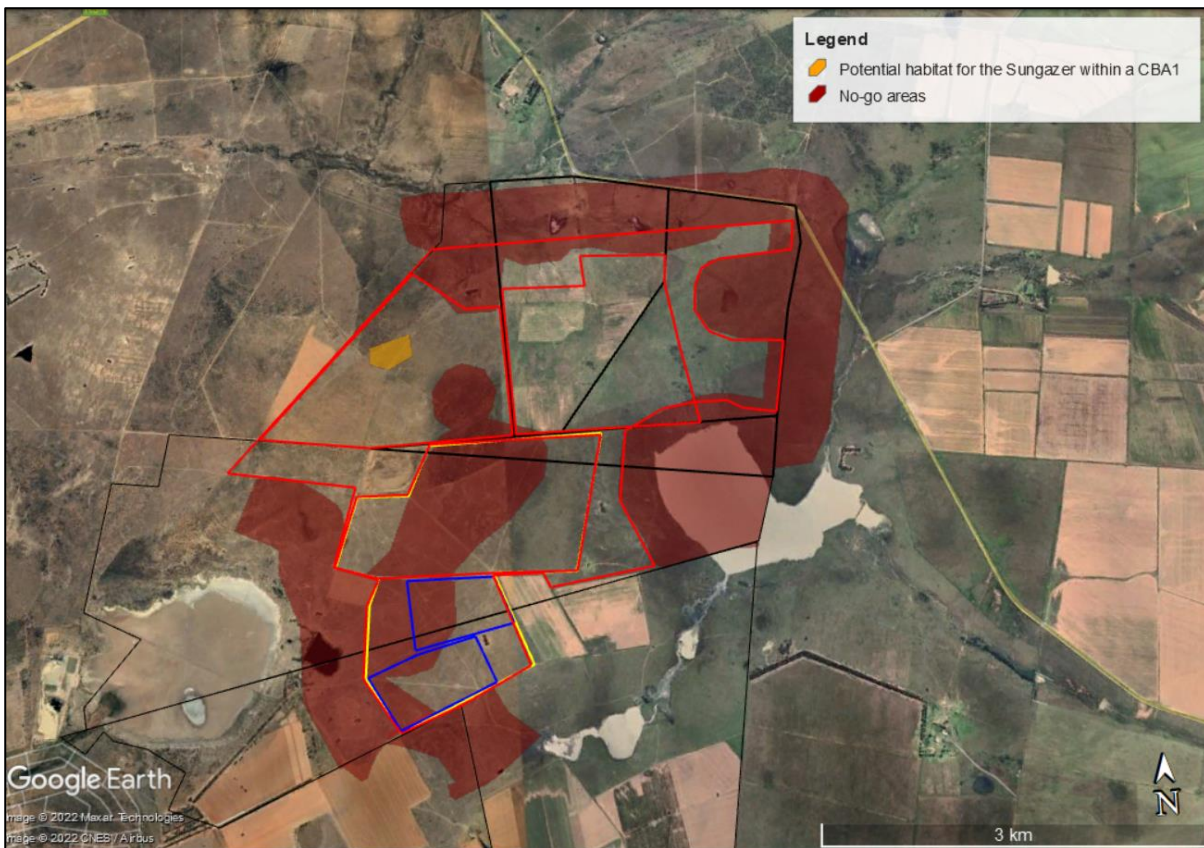 Legend
Potential habitat for the Sungazer within a CBA1
No-go areas
Google Earth
Image © 2022 Maxar Technologies
Image © 2022 CNES / Airbus
N
3 km